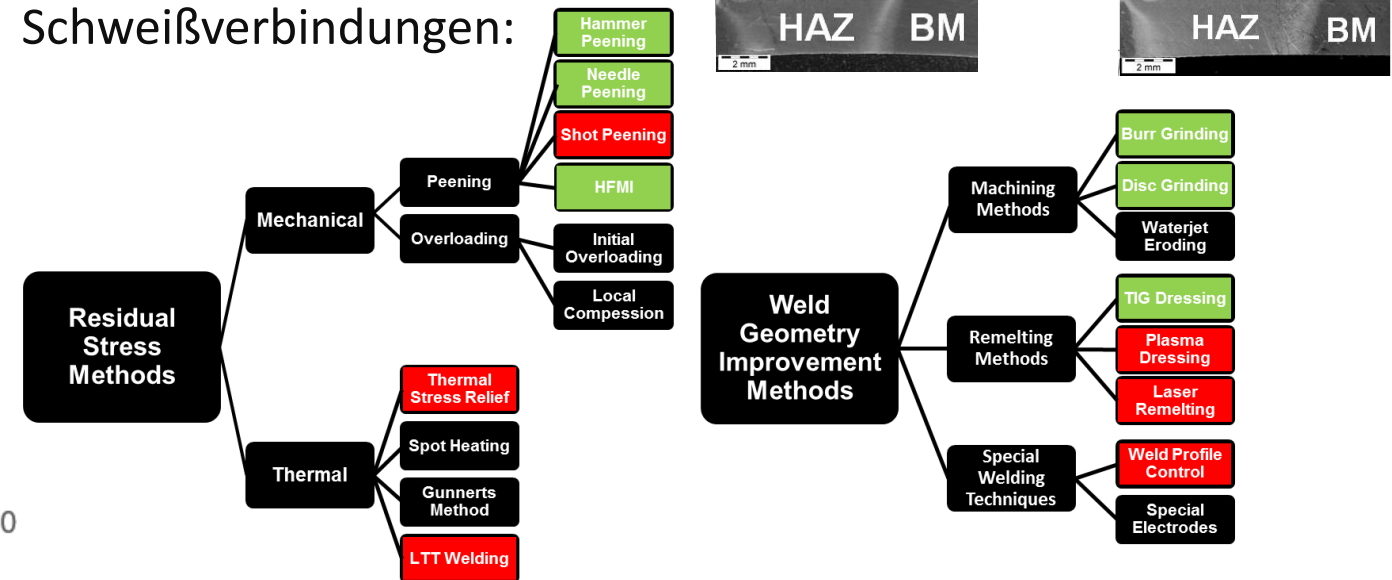 Schweißverbindungen:
HAZ BM
2 mm
HAZ BM
2 mm
Residual
Stress
Methods
Mechanical
Peening
Hammer
Peening
Needle
Peening
Shot Peening
HFMI
Overloading
Initial
Overloading
Local
Compession
Thermal
Thermal
Stress Relief
Spot Heating
Gunnerts
Method
LTT Welding
0
Weld
Geometry
Improvement
Methods
Machining
Methods
Burr Grinding
Disc Grinding
Waterjet
Eroding
Remelting
Methods
TIG Dressing
Plasma
Dressing
Laser
Remelting
Special
Welding
Techniques
Weld Profile
Control
Special
Electrodes